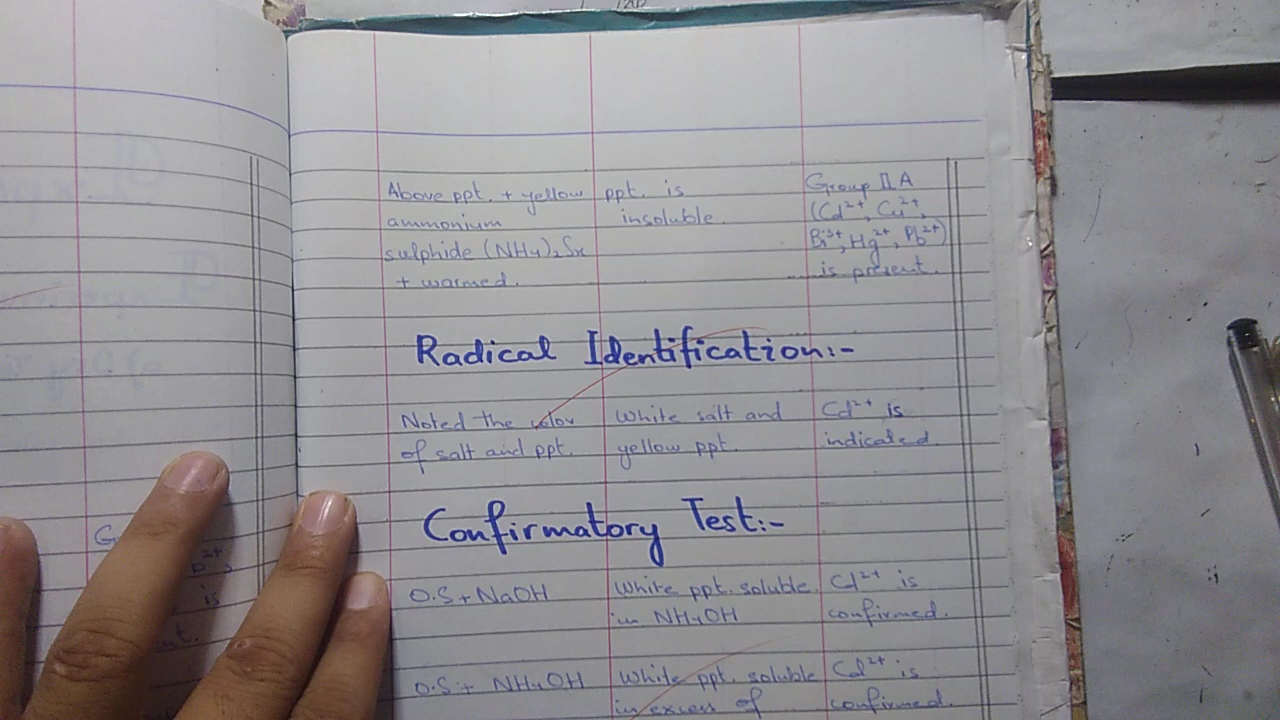 Above ppt. + yellow ppt. is Group II A
ammonium insoluble (Cd2+, Cu2+,
sulphide (NH4)2Sx Bi3+, Hg2+, Pb2+)
+ warmed. is present.
Radical Identification:-
Noted the color White salt and Cd2+ is
of salt and ppt. yellow ppt. indicated.
Confirmatory Test:-
O.S + NaOH White ppt. soluble Cd2+ is
in NH4OH confirmed.
O.S + NH4OH White ppt. soluble Cd2+ is
in excess of confirmed.
is